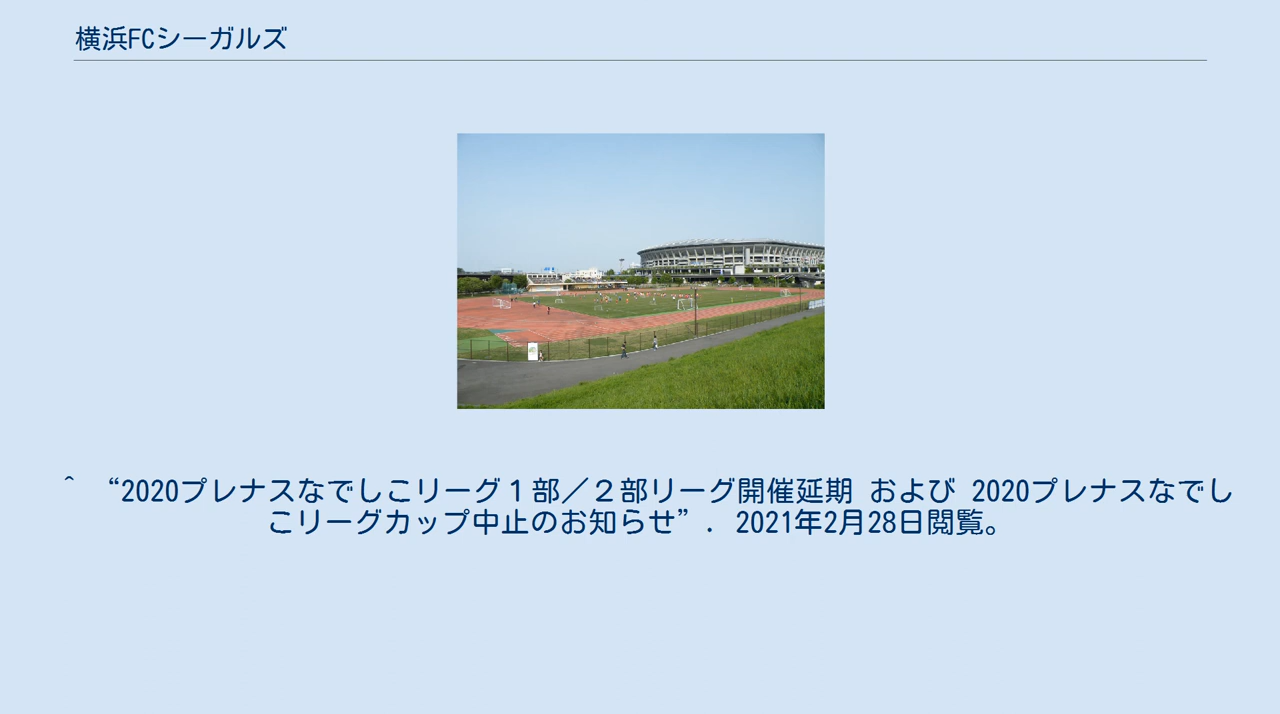 横浜FCシーガルズ
^ “2020プレナスなでしこリーグ１部／２部リーグ開催延期 および 2020プレナスなでし
こリーグカップ中止のお知らせ”. 2021年2月28日閲覧。